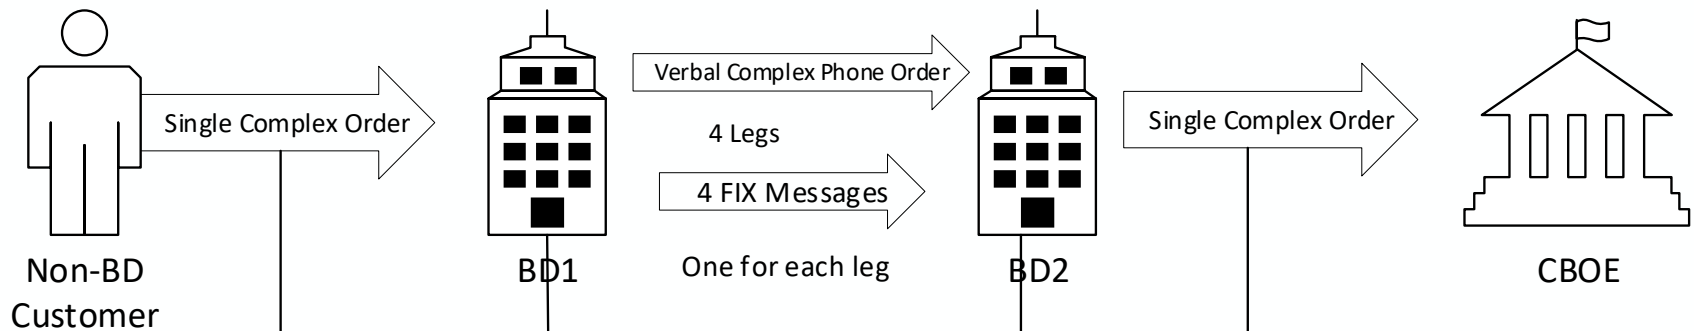 Single Complex Order
Verbal Complex Phone Order
4 Legs
4 FIX Messages
One for each leg
Single Complex Order
Non-BD
Customer
BD1
BD2
CBOE